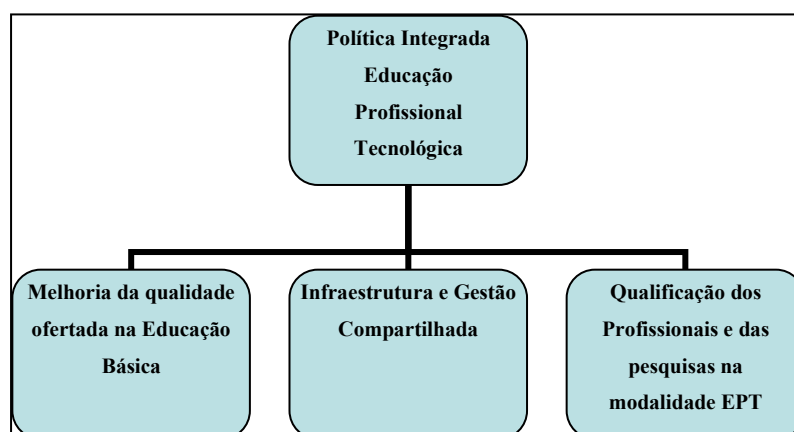 Política Integrada
Educação
Profissional
Tecnológica
Melhoria da qualidade
ofertada na Educação
Básica
Infraestrutura e Gestão
Compartilhada
Qualificação dos
Profissionais e das
pesquisas na
modalidade EPT